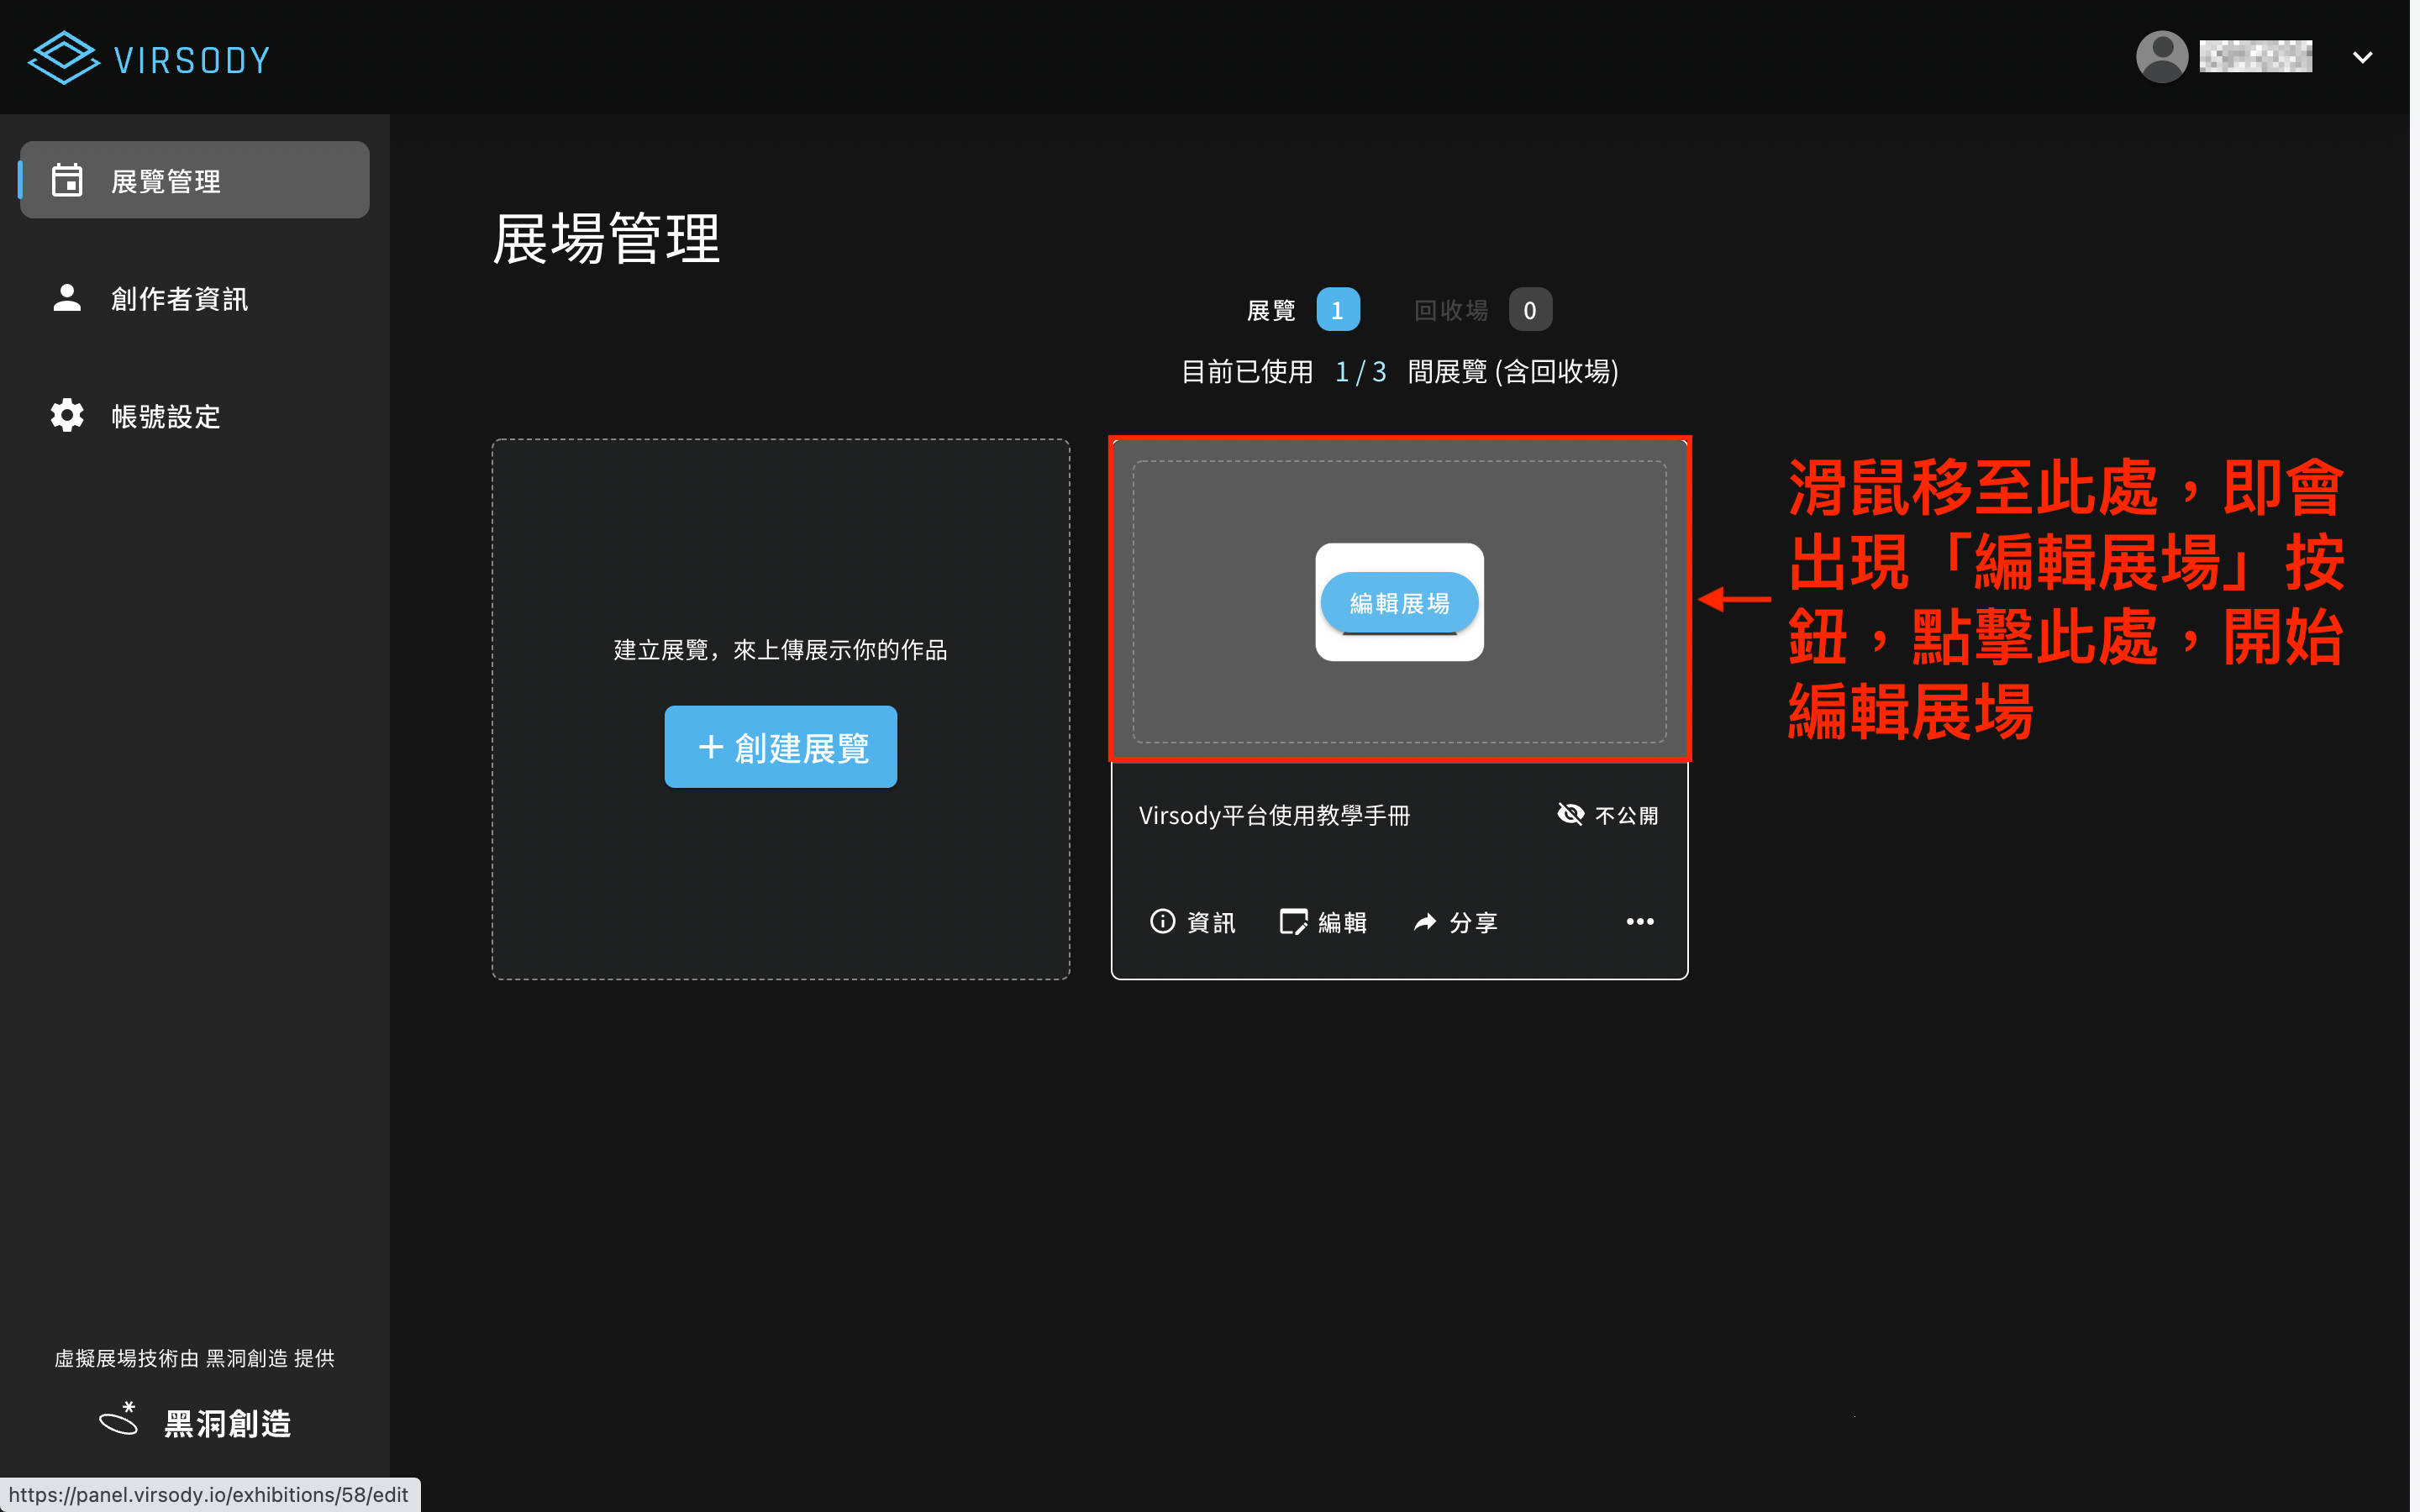 VIRSODY
展覽管理
創作者資訊
帳號設定
展場管理
展覽 1 回收場 0
目前已使用 1 / 3 間展覽 (含回收場)
建立展覽，來上傳展示你的作品
+ 創建展覽
編輯展場
滑鼠移至此處，即會
出現「編輯展場」按
鈕，點擊此處，開始
編輯展場
Virsody平台使用教學手冊 不公開
資訊 編輯 分享
虛擬展場技術由 黑洞創造 提供
黑洞創造
https://panel.virsody.io/exhibitions/58/edit